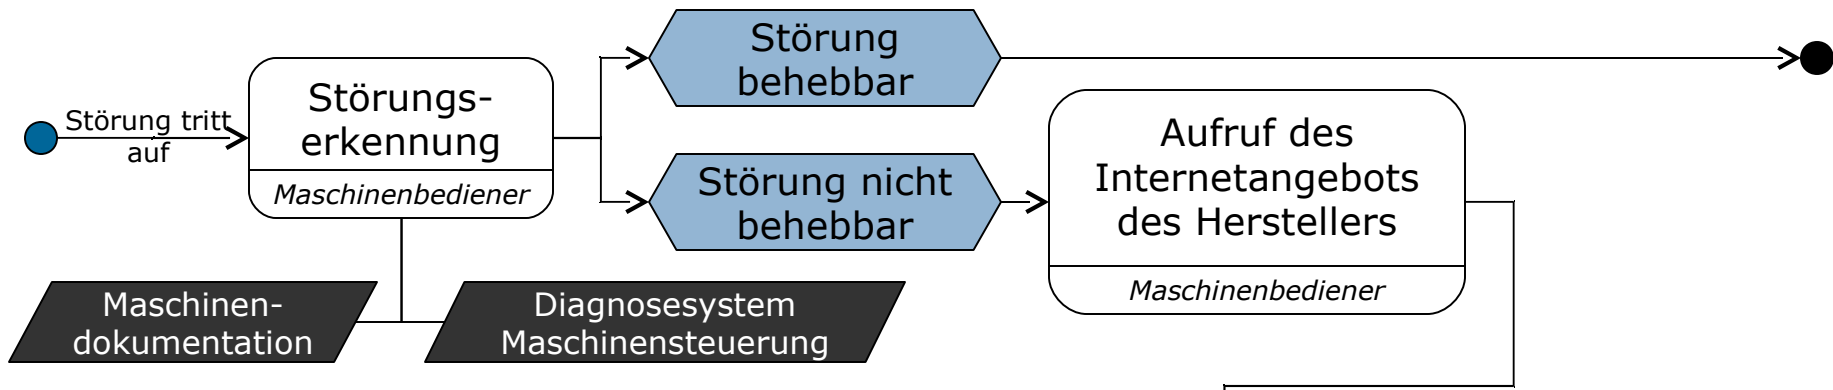 Störung tritt
auf
Störungs-
erkennung
Maschinenbediener
Störung
behebbar
Störung nicht
behebbar
Aufruf des
Internetangebots
des Herstellers
Maschinenbediener
Maschinen-
dokumentation
Diagnosesystem
Maschinensteuerung